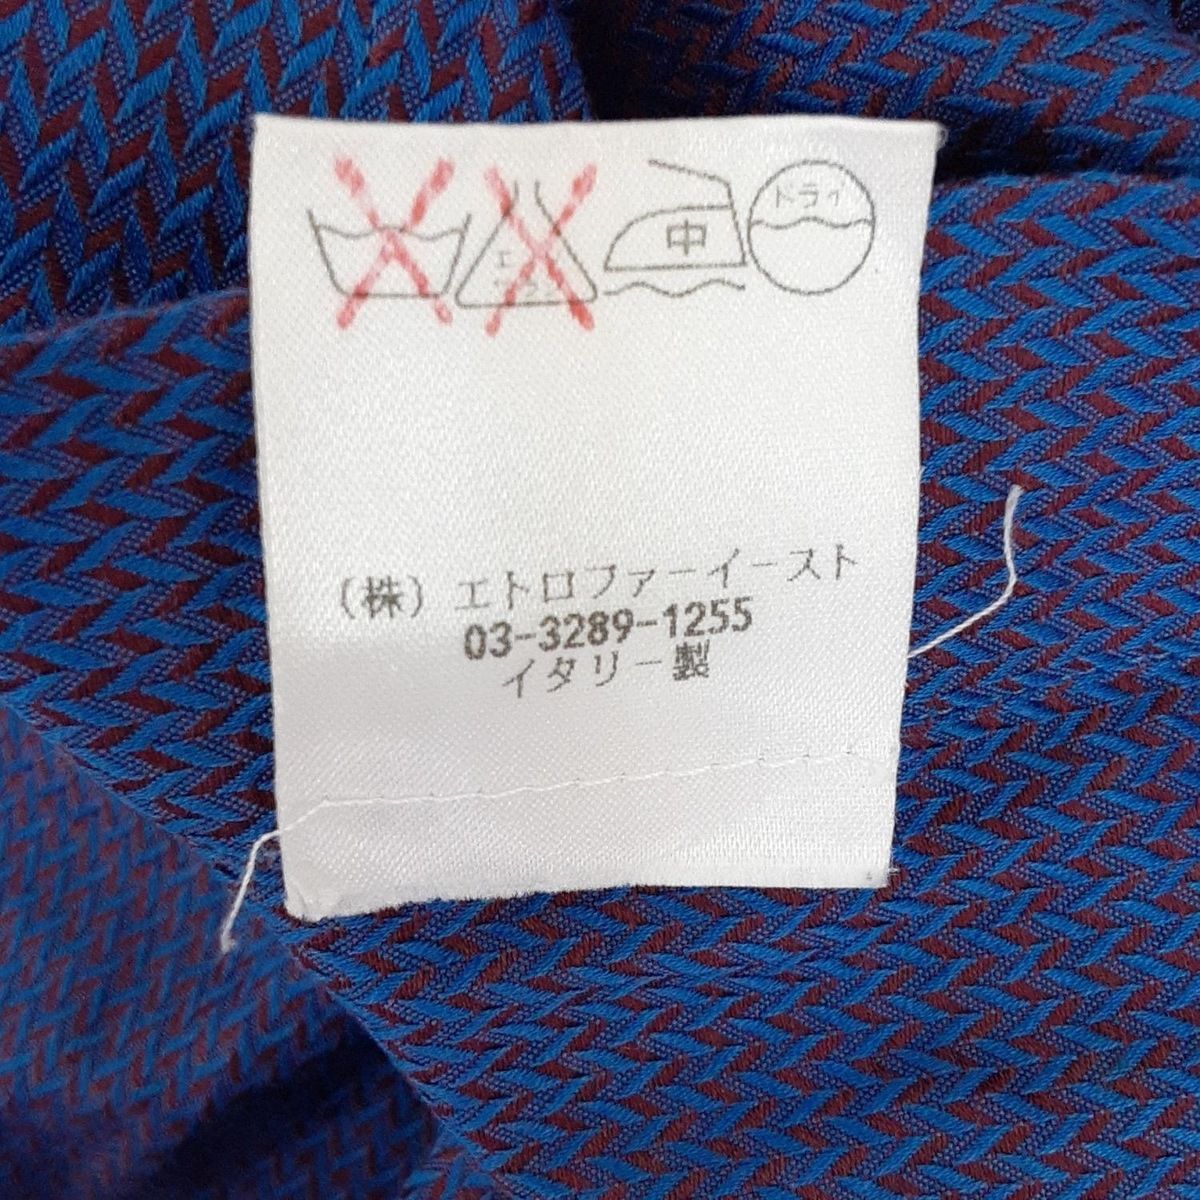 中 ドライ
(株) エトロファーイースト
03-3289-1255
イタリー製